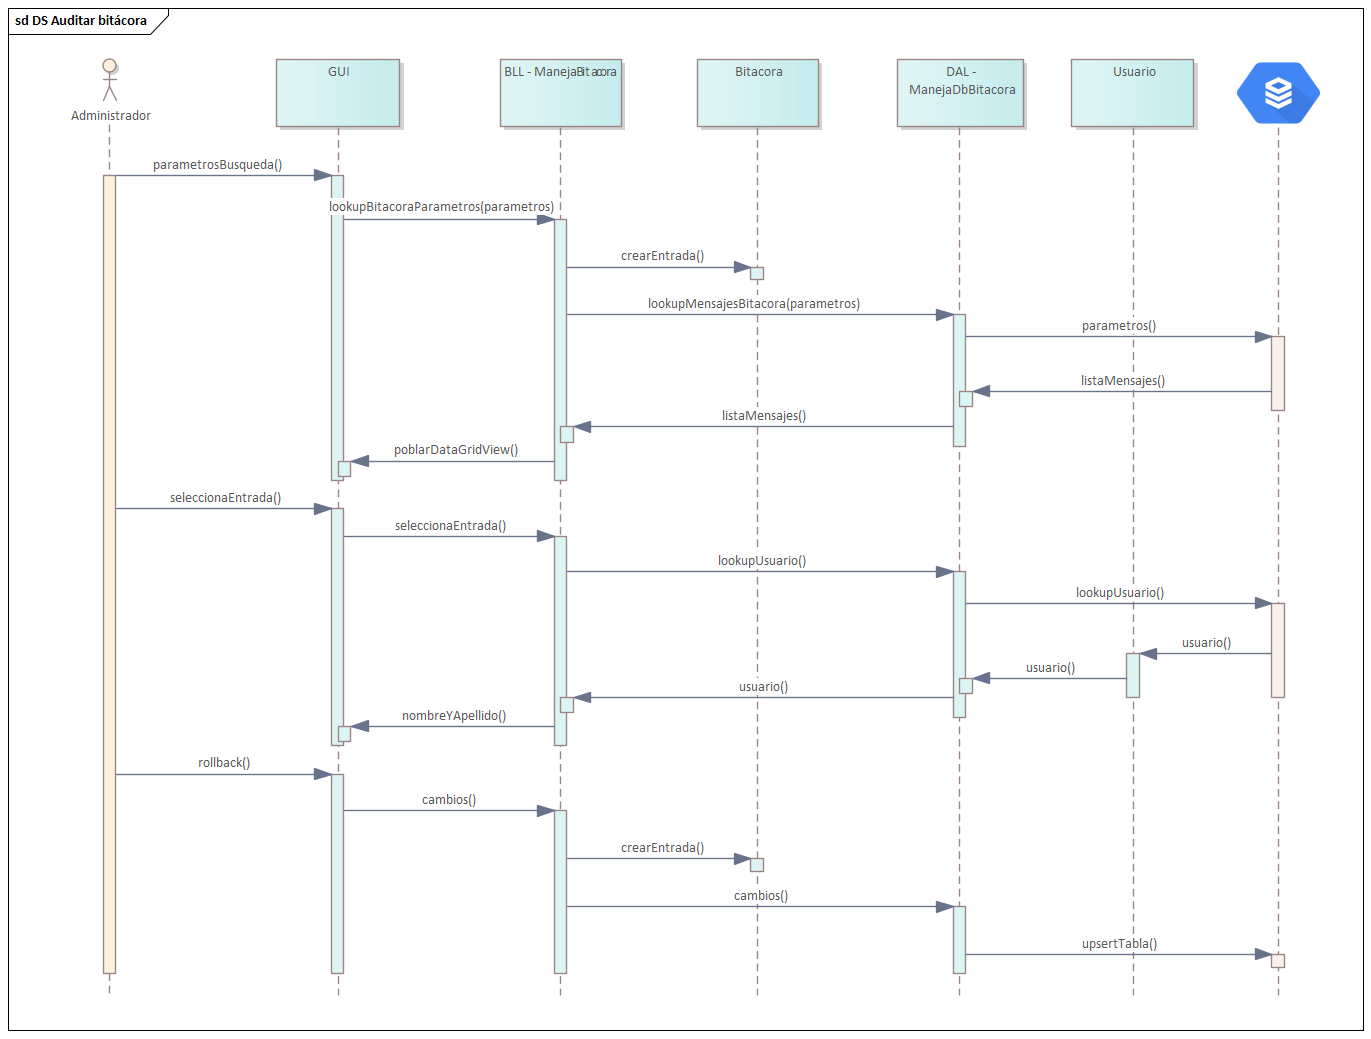 sd DS Auditar bitácora
Administrador
GUI
BLL - ManejaBitacora
Bitacora
DAL -
ManejaDbBitacora
Usuario
parametrosBusqueda()
lookupBitacoraParametros(parametros)
crearEntrada()
lookupMensajesBitacora(parametros)
parametros()
listaMensajes()
listaMensajes()
poblarDataGridView()
seleccionaEntrada()
seleccionaEntrada()
lookupUsuario()
lookupUsuario()
usuario()
usuario()
usuario()
nombreYApellido()
rollback()
cambios()
crearEntrada()
cambios()
upsertTabla()